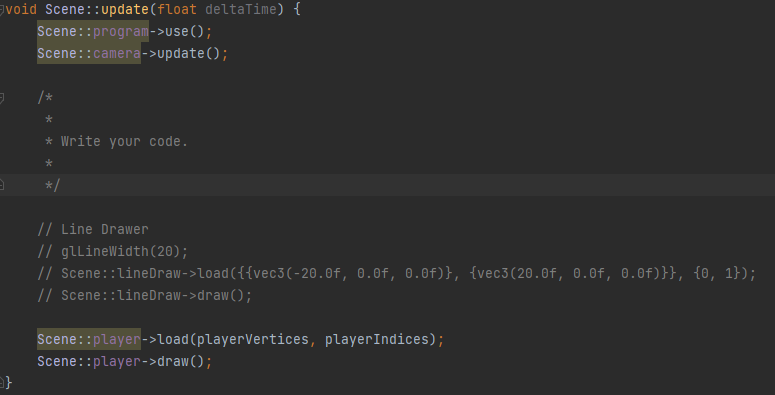 void Scene::update(float deltaTime) {
    Scene::program->use();
    Scene::camera->update();
    /*
     *
     * Write your code.
     *
     */
    // Line Drawer
    // glLineWidth(20);
    // Scene::lineDraw->load({{vec3(-20.0f, 0.0f, 0.0f)}, {vec3(20.0f, 0.0f, 0.0f)}}, {0, 1});
    // Scene::lineDraw->draw();
    Scene::player->load(playerVertices, playerIndices);
    Scene::player->draw();
}